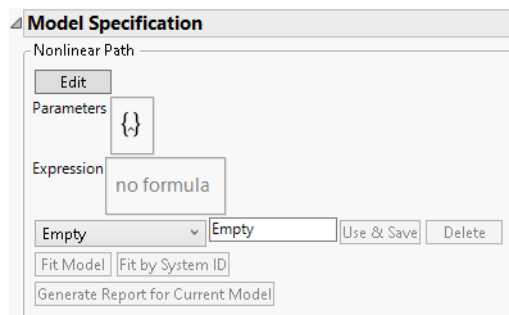 Model Specification
Nonlinear Path
Edit
Parameters {}
Expression no formula
Empty Empty Use & Save Delete
Fit Model Fit by System ID
Generate Report for Current Model